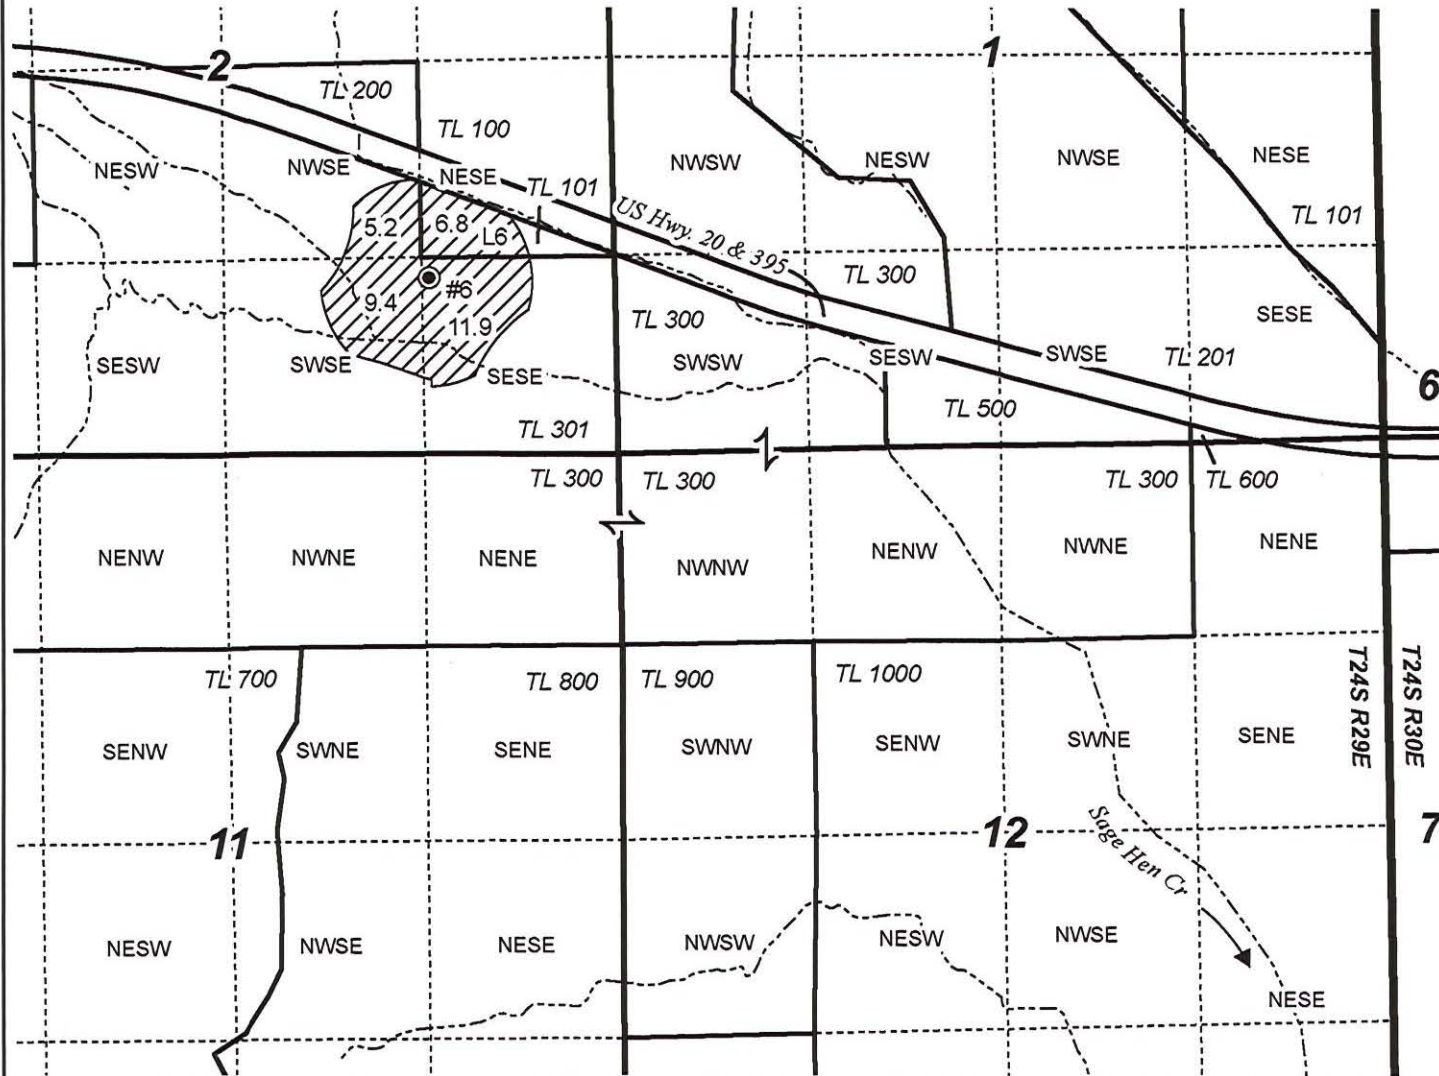 2
1
TL 200
TL 100
NESW
NWSE
NESE
NWSW
NESW
NWSE
NESE
TL 101
TL 101
5.2
6.8
L6
US Hwy. 20 & 395
#6
9.4
11.9
TL 300
TL 300
SESE
SESW
SWSE
SESE
SWSW
SESW
SWSE
TL 201
6
TL 500
TL 301
TL 300
TL 300
TL 300
TL 600
NENW
NWNE
NENE
NWNW
NENW
NWNE
NENE
TL 700
TL 800
TL 900
TL 1000
T24S R29E
T24S R30E
SENW
SWNE
SENE
SWNW
SENW
SWNE
SENE
11
12
7
Sage Hen Cr
NESW
NWSE
NESE
NWSW
NESW
NWSE
NESE